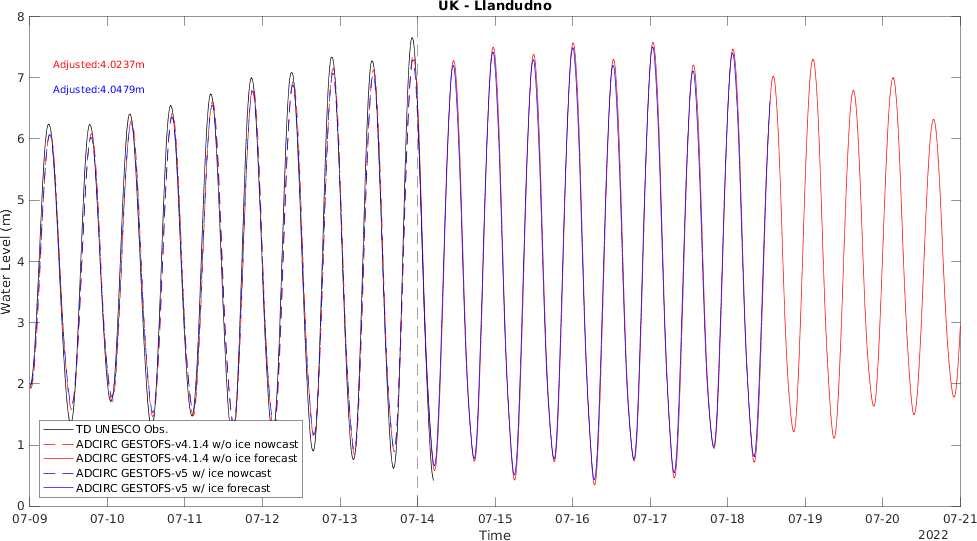 UK - Llandudno
8
7
6
5
4
3
2
1
0
Water Level (m)
Adjusted:4.0237m
Adjusted:4.0479m
TD UNESCO Obs.
ADCIRC GESTOFS-v4.1.4 w/o ice nowcast
ADCIRC GESTOFS-v4.1.4 w/o ice forecast
ADCIRC GESTOFS-v5 w/ ice nowcast
ADCIRC GESTOFS-v5 w/ ice forecast
07-09 07-10 07-11 07-12 07-13 07-14 07-15 07-16 07-17 07-18 07-19 07-20 07-21
Time
2022